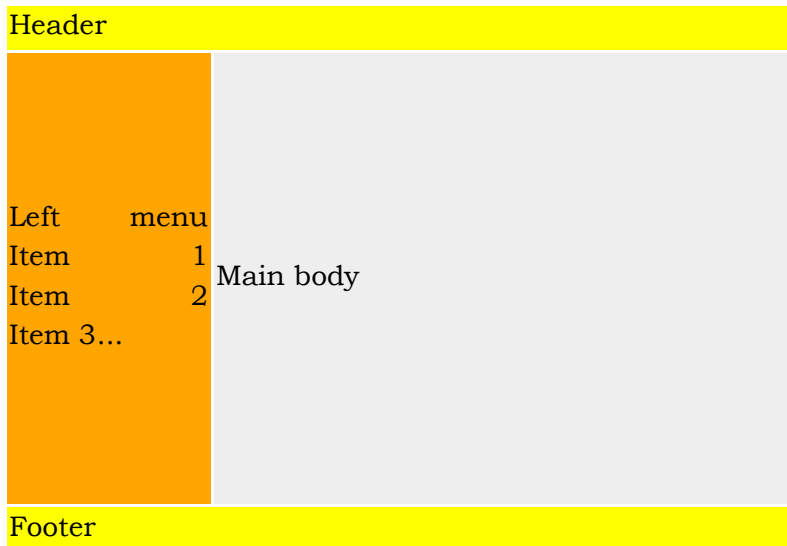 Header
Left menu
Item 1
Item 2
Item 3...
Main body
Footer